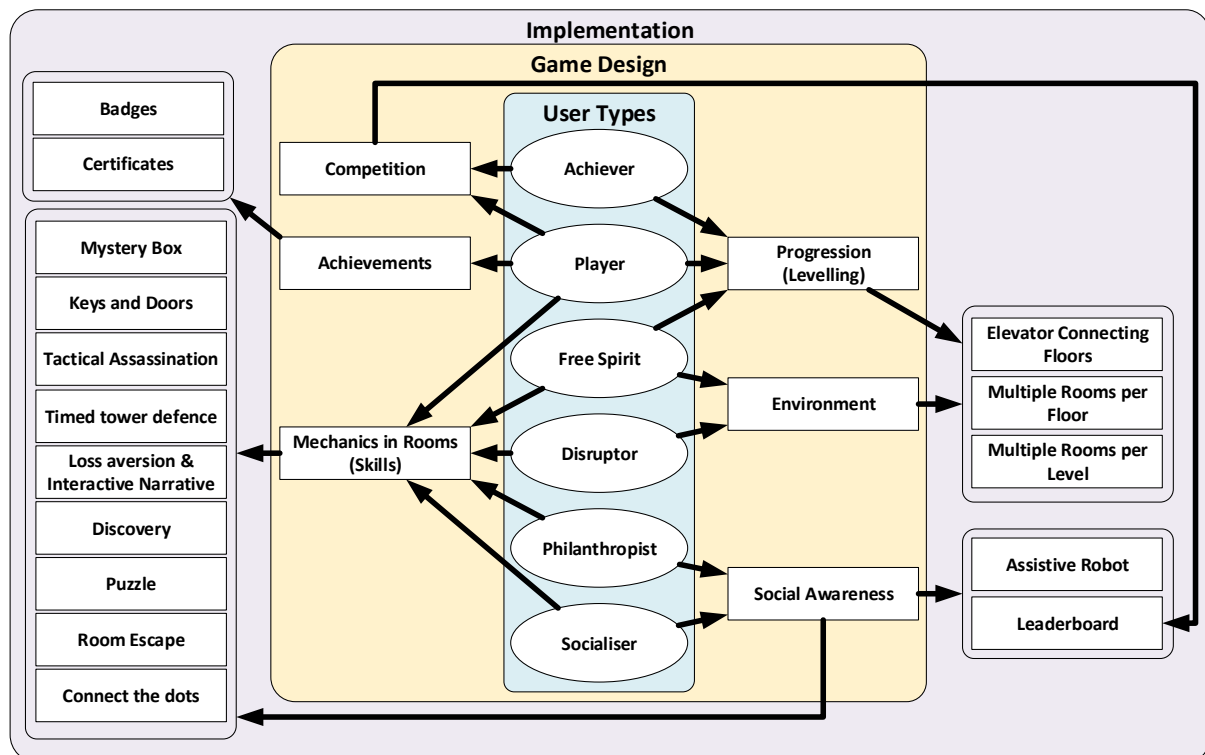 Implementation
Game Design
User Types
Badges
Certificates
Mystery Box
Keys and Doors
Tactical Assassination
Timed tower defence
Loss aversion &
Interactive Narrative
Discovery
Puzzle
Room Escape
Connect the dots
Competition
Achievements
Mechanics in Rooms
(Skills)
Achiever
Player
Free Spirit
Disruptor
Philanthropist
Socialiser
Progression
(Levelling)
Environment
Social Awareness
Elevator Connecting
Floors
Multiple Rooms per
Floor
Multiple Rooms per
Level
Assistive Robot
Leaderboard